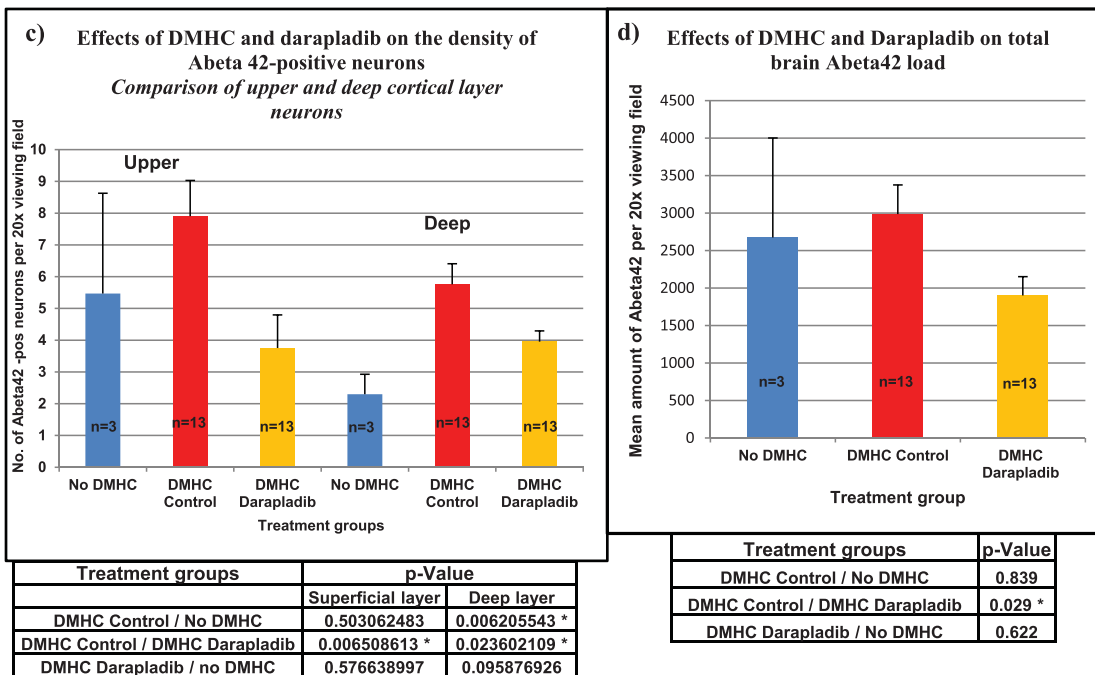 c)
Effects of DMHC and darapladib on the density of
Abeta 42-positive neurons
Comparison of upper and deep cortical layer
neurons
No. of Abeta42 -pos neurons per 20x viewing field
10
9
8
7
6
5
4
3
2
1
0
Upper
Deep
n=3
n=13
n=13
n=3
n=13
n=13
No DMHC
DMHC Control
DMHC Darapladib
No DMHC
DMHC Control
DMHC Darapladib
Treatment groups
Treatment groups p-Value
Superficial layer Deep layer
DMHC Control / No DMHC 0.503062483 0.006205543 *
DMHC Control / DMHC Darapladib 0.006508613 * 0.023602109 *
DMHC Darapladib / no DMHC 0.576638997 0.095876926
d)
Effects of DMHC and Darapladib on total
brain Abeta42 load
Mean amount of Abeta42 per 20x viewing field
4500
4000
3500
3000
2500
2000
1500
1000
500
0
n=3
n=13
n=13
No DMHC
DMHC Control
DMHC Darapladib
Treatment group
Treatment groups p-Value
DMHC Control / No DMHC 0.839
DMHC Control / DMHC Darapladib 0.029 *
DMHC Darapladib / No DMHC 0.622